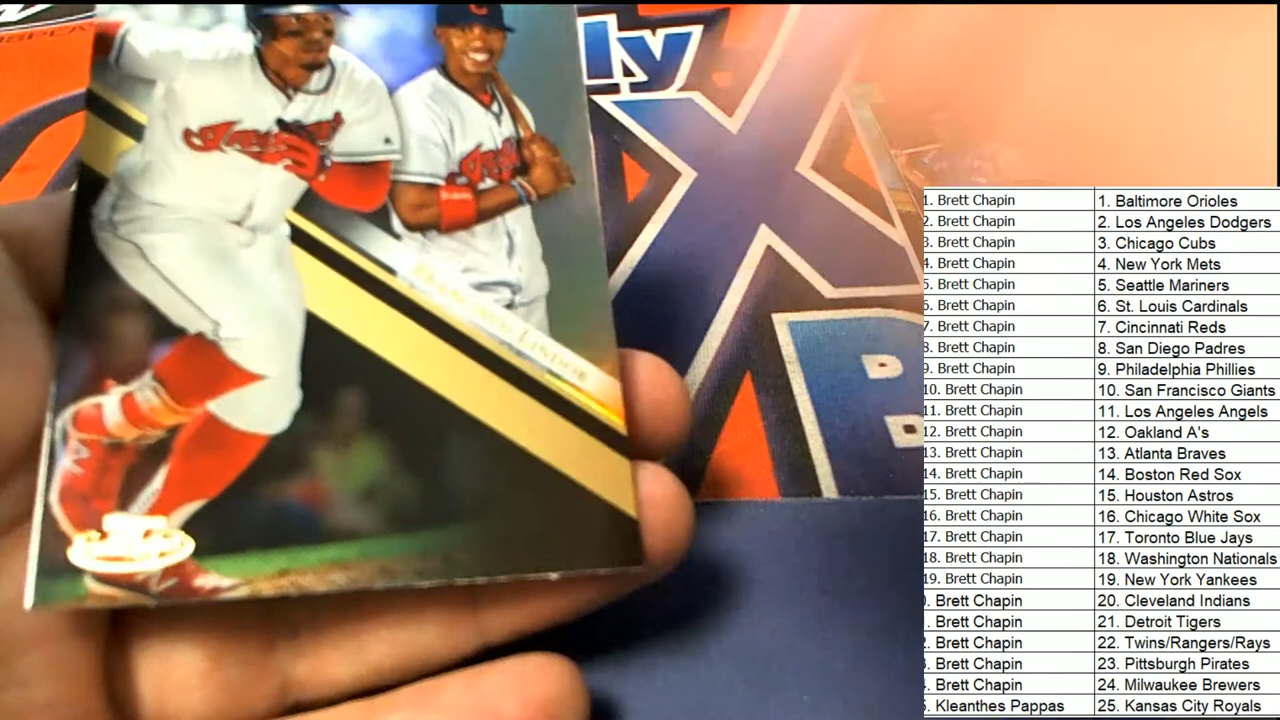 ly
X
B
Indians
LINDOR
1. Brett Chapin 1. Baltimore Orioles
2. Brett Chapin 2. Los Angeles Dodgers
3. Brett Chapin 3. Chicago Cubs
4. Brett Chapin 4. New York Mets
5. Brett Chapin 5. Seattle Mariners
6. Brett Chapin 6. St. Louis Cardinals
7. Brett Chapin 7. Cincinnati Reds
8. Brett Chapin 8. San Diego Padres
9. Brett Chapin 9. Philadelphia Phillies
10. Brett Chapin 10. San Francisco Giants
11. Brett Chapin 11. Los Angeles Angels
12. Brett Chapin 12. Oakland A's
13. Brett Chapin 13. Atlanta Braves
14. Brett Chapin 14. Boston Red Sox
15. Brett Chapin 15. Houston Astros
16. Brett Chapin 16. Chicago White Sox
17. Brett Chapin 17. Toronto Blue Jays
18. Brett Chapin 18. Washington Nationals
19. Brett Chapin 19. New York Yankees
. Brett Chapin 20. Cleveland Indians
. Brett Chapin 21. Detroit Tigers
. Brett Chapin 22. Twins/Rangers/Rays
. Brett Chapin 23. Pittsburgh Pirates
. Brett Chapin 24. Milwaukee Brewers
. Kleanthes Pappas 25. Kansas City Royals